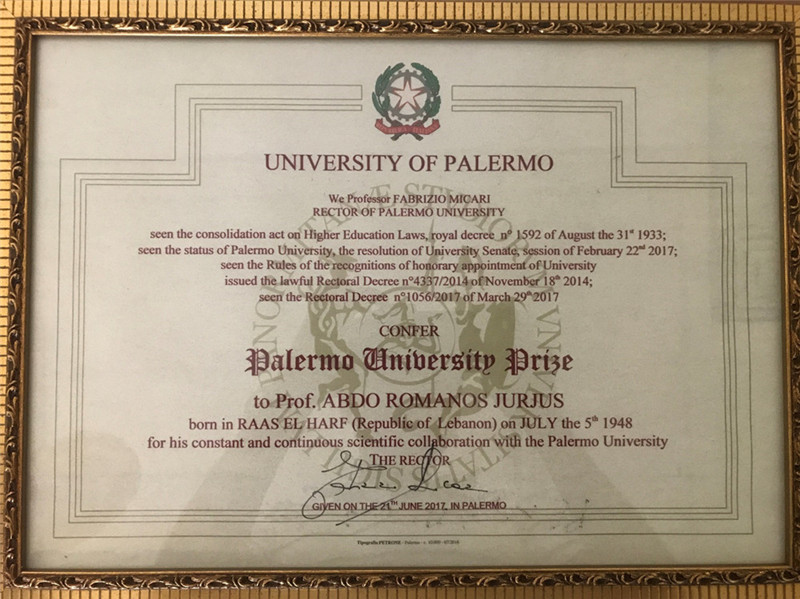 UNIVERSITY OF PALERMO
We Professor FABRIZIO MICARI
RECTOR OF PALERMO UNIVERSITY
seen the consolidation act on Higher Education Laws, royal decree n° 1592 of August the 31st 1933;
seen the status of Palermo University, the resolution of University Senate, session of February 22nd 2017;
seen the Rules of the recognitions of honorary appointment of University
issued the lawful Rectoral Decree n°4337/2014 of November 18th 2014;
seen the Rectoral Decree n°1056/2017 of March 29th 2017
CONFER
Palermo University Prize
to Prof. ABDO ROMANOS JURJUS
born in RAAS EL HARF (Republic of Lebanon) on JULY the 5th 1948
for his constant and continuous scientific collaboration with the Palermo University
THE RECTOR
GIVEN ON THE 21TH JUNE 2017, IN PALERMO
Tipografia PETRONE - Palermo